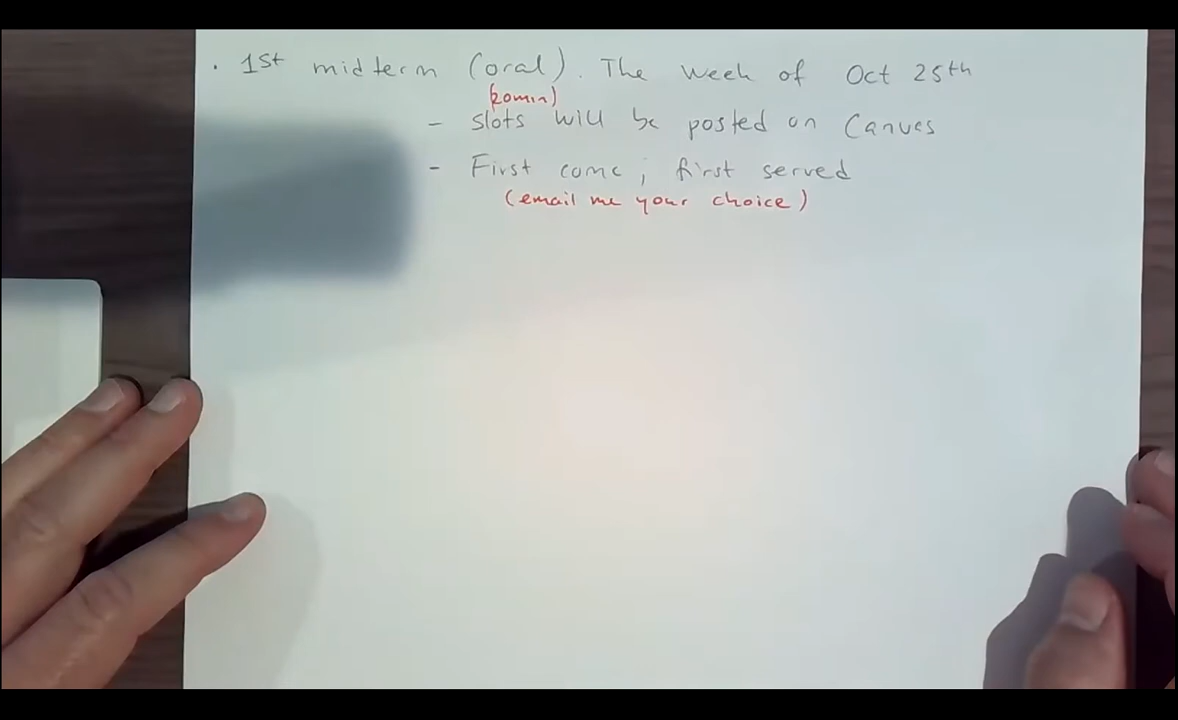 · 1st midterm (oral). The week of Oct 25th
(20min)
- slots will be posted on Canvas
- First come, first served
(email me your choice)